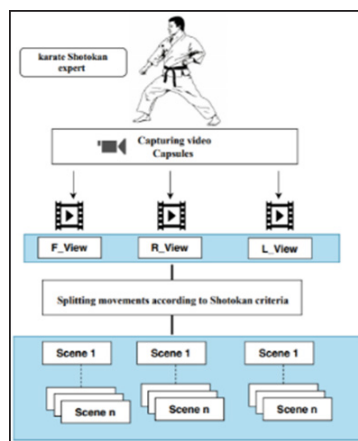 karate Shotokan
expert
Capturing video
Capsules
F_View
R_View
L_View
Splitting movements according to Shotokan criteria
Scene 1
Scene 1
Scene 1
Scene n
Scene n
Scene n